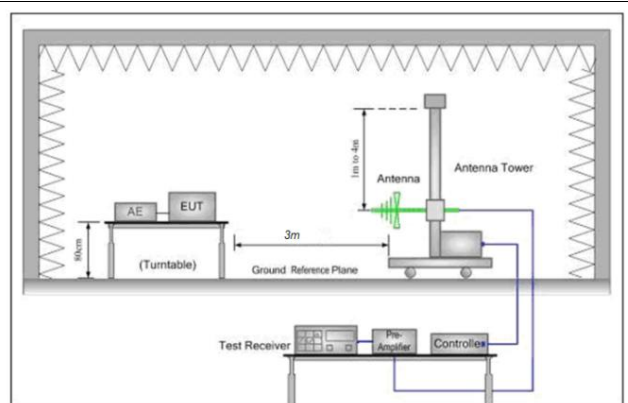 1m to 4m
Antenna
Antenna Tower
AE
EUT
3m
80cm
(Turntable)
Ground Reference Plane
Test Receiver
Pre-
Amplifier
Controller